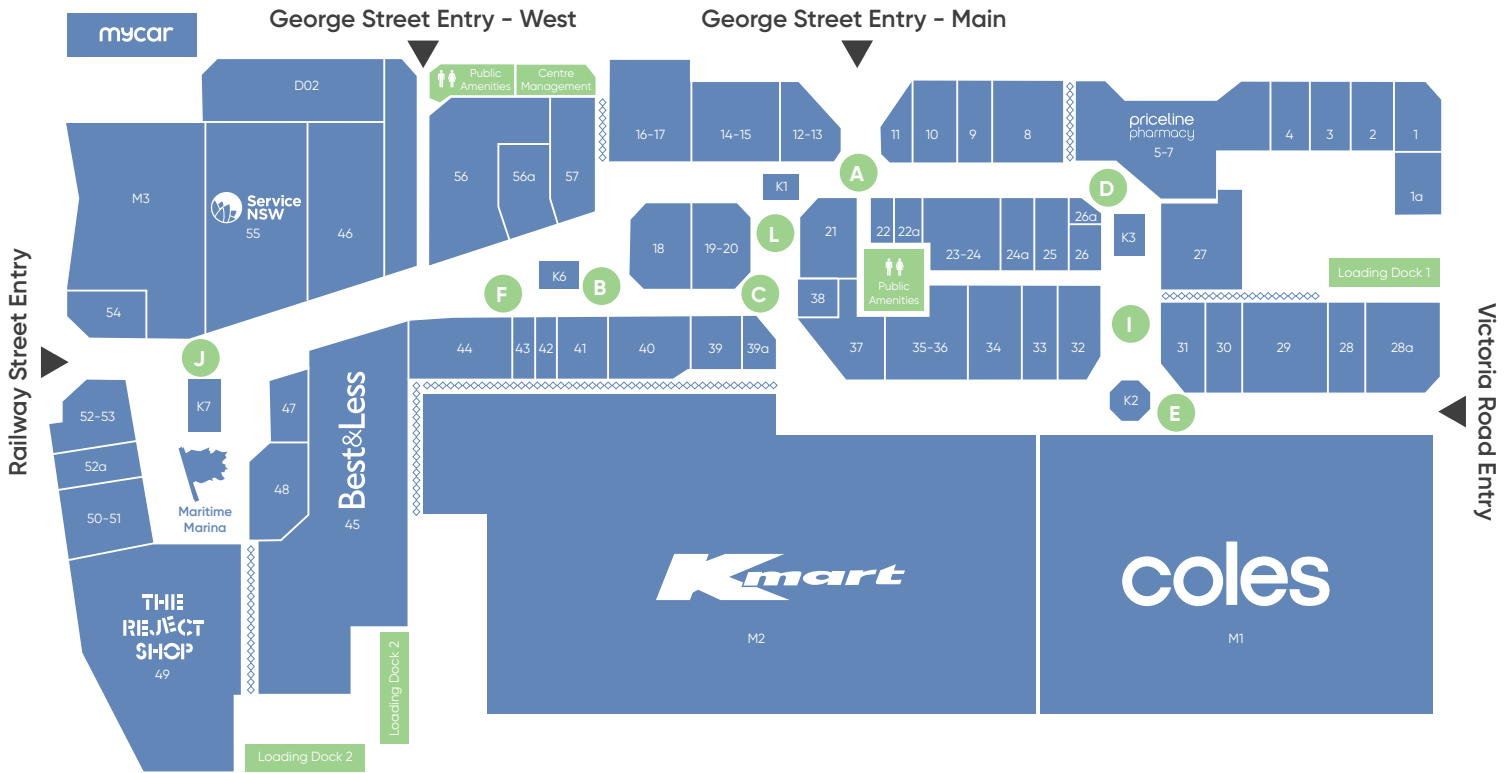 George Street Entry - West
George Street Entry - Main
mycar
D02
Public
Amenities
Centre
Management
16-17
14-15
12-13
11
10
9
8
priceline
pharmacy
5-7
4
3
2
1
1a
M3
Service
NSW
55
46
56
56a
57
K1
A
D
L
18
19-20
21
22
22a
23-24
24a
25
26a
26
K3
27
Loading Dock 1
Public
Amenities
F
K6
B
C
38
54
J
44
43
42
41
40
39
39a
37
35-36
34
33
32
I
31
30
29
28
28a
Railway Street Entry
Victoria Road Entry
K7
K2
E
52-53
52a
50-51
47
48
Best&Less
45
Maritime
Marina
THE
REJECT
SHOP
49
Kmart
M2
coles
M1
Loading Dock 2
Loading Dock 2